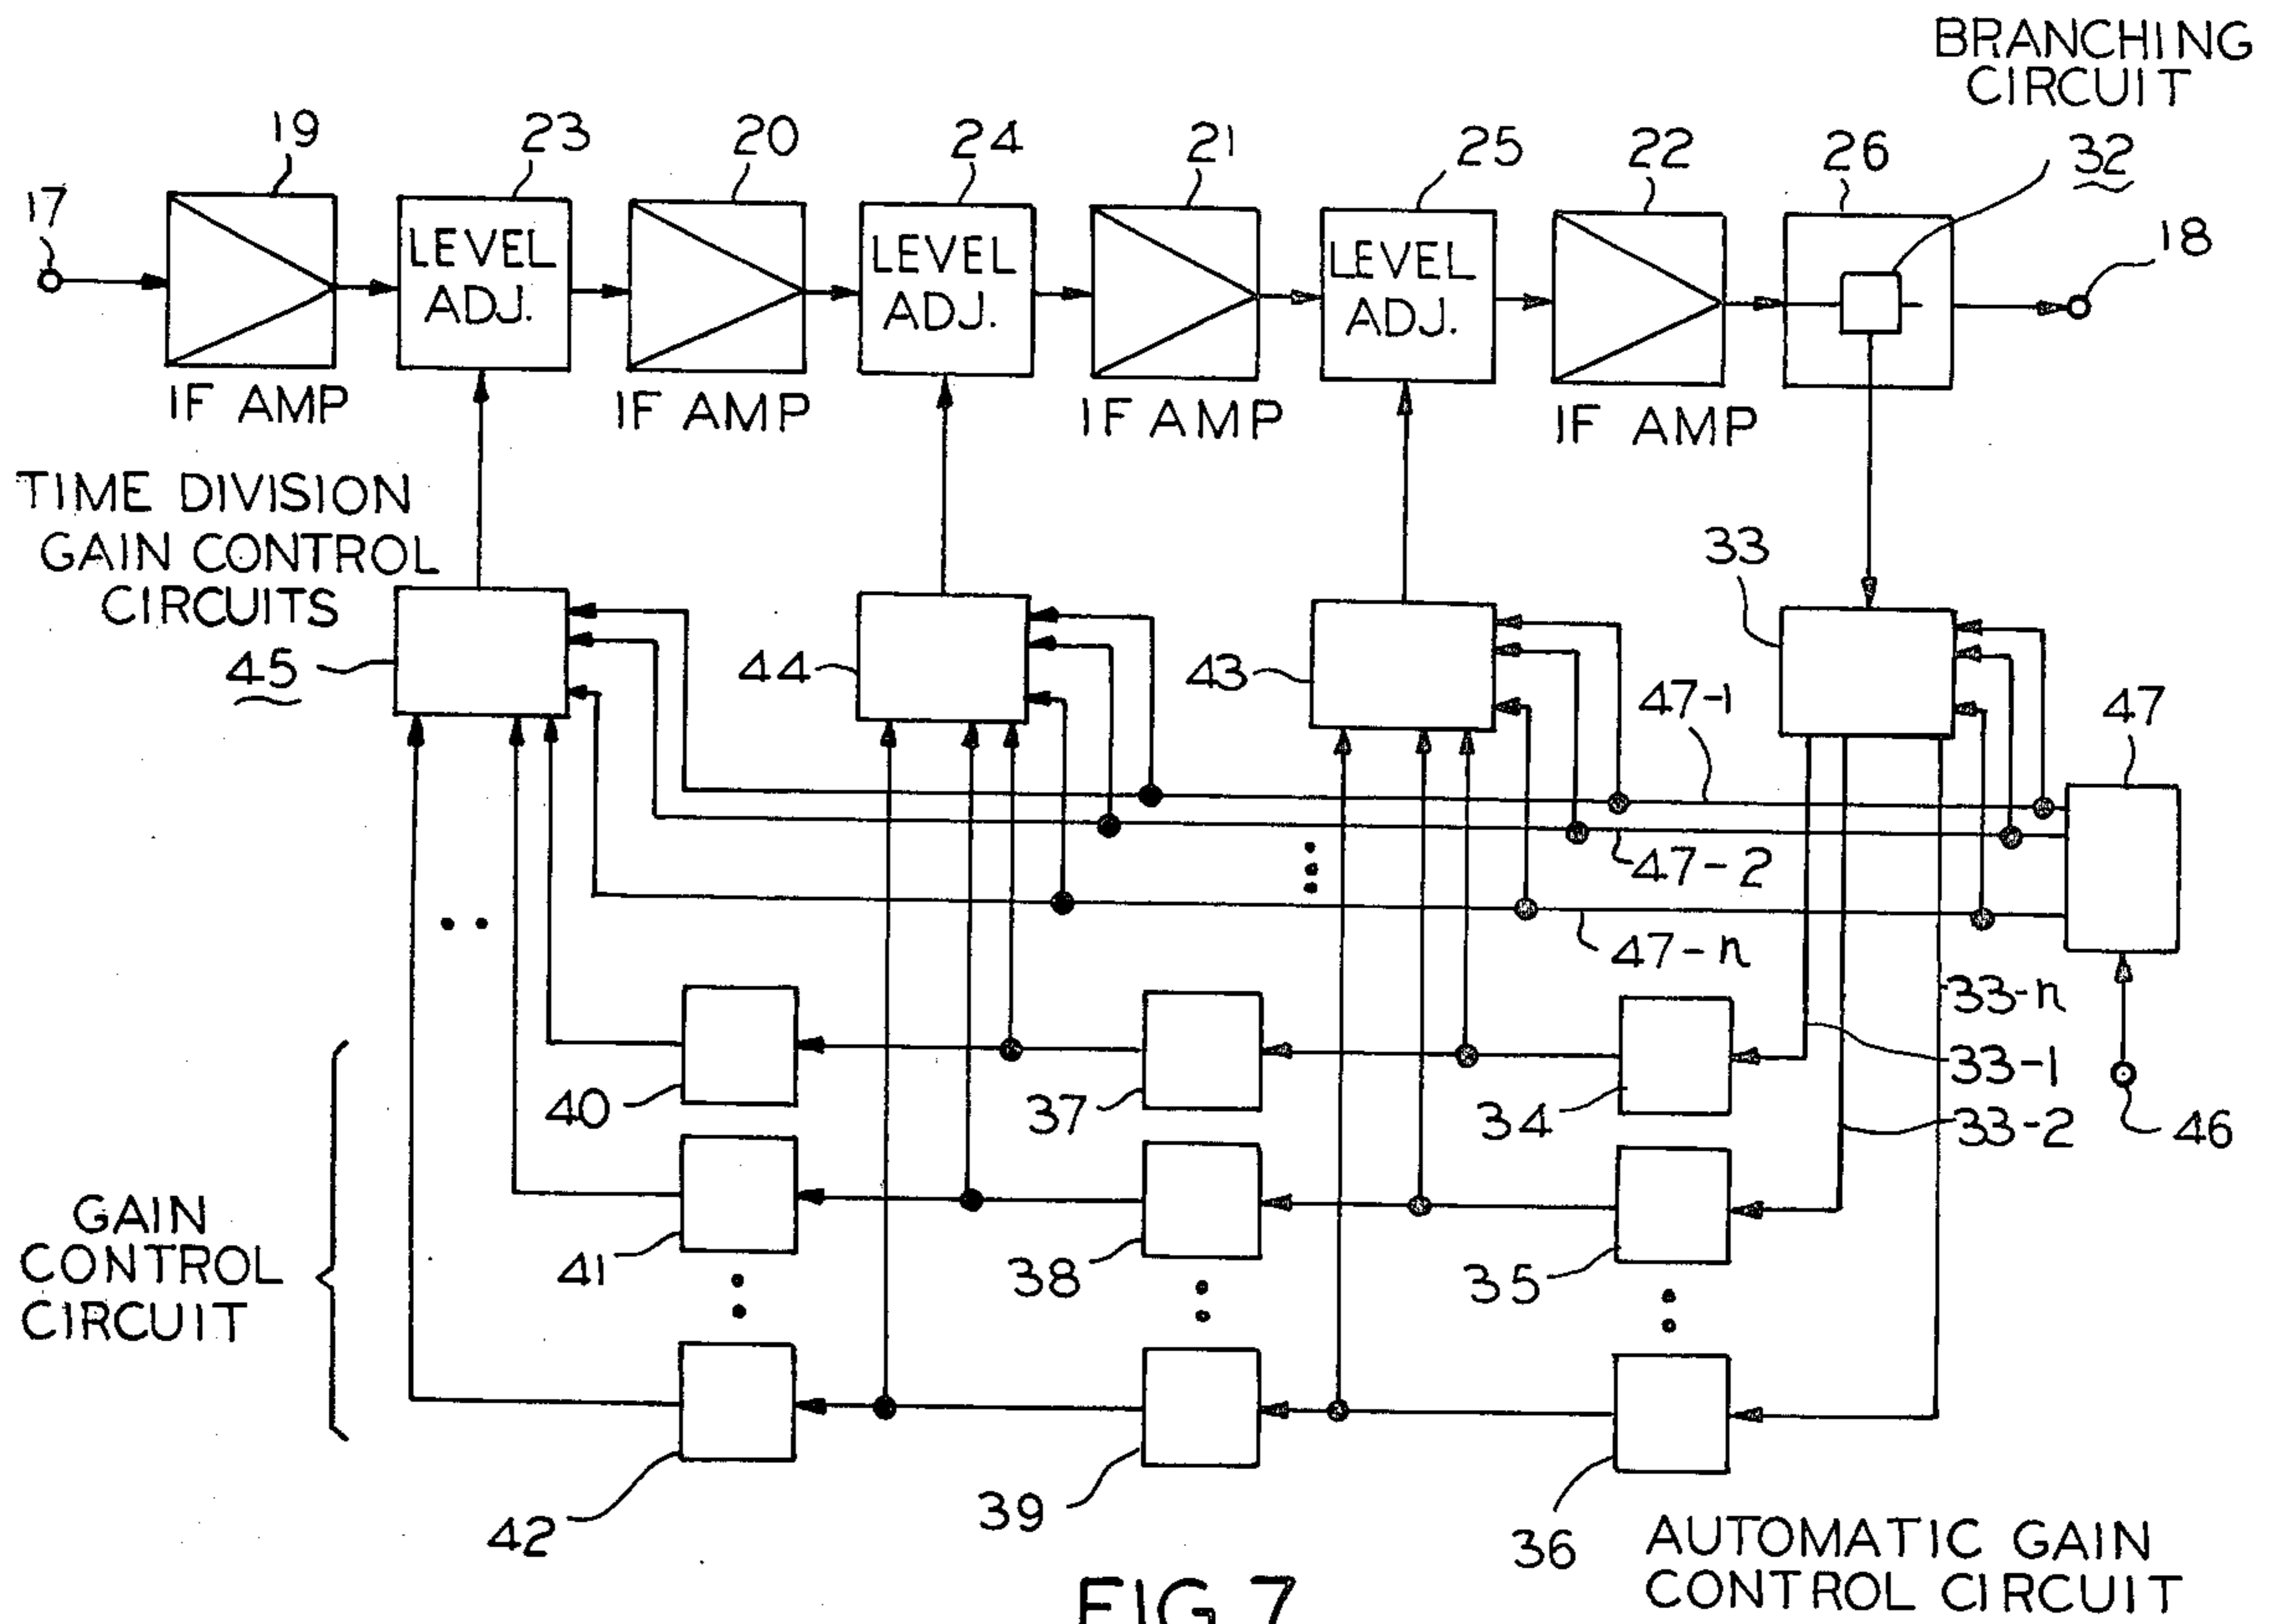 BRANCHING
CIRCUIT
32
17
19
23
20
24
21
25
22
26
18
LEVEL
ADJ.
LEVEL
ADJ.
LEVEL
ADJ.
IF AMP
IF AMP
IF AMP
IF AMP
TIME DIVISION
GAIN CONTROL
CIRCUITS
45
44
43
33
47-1
47
47-2
47-n
33-n
33-1
33-2
46
40
37
34
41
38
35
GAIN
CONTROL
CIRCUIT
42
39
36
AUTOMATIC GAIN
CONTROL CIRCUIT
FIG. 7